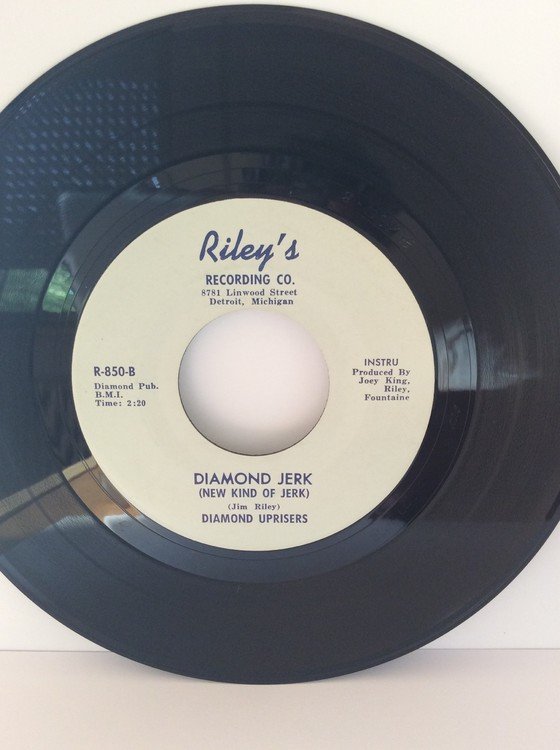 Riley's
RECORDING CO.
8781 Linwood Street
Detroit, Michigan
R-850-B
Diamond Pub.
B.M.I.
Time: 2:20
INSTRU
Produced By
Joey King,
Riley,
Fountaine
DIAMOND JERK
(NEW KIND OF JERK)
(Jim Riley)
DIAMOND UPRISERS